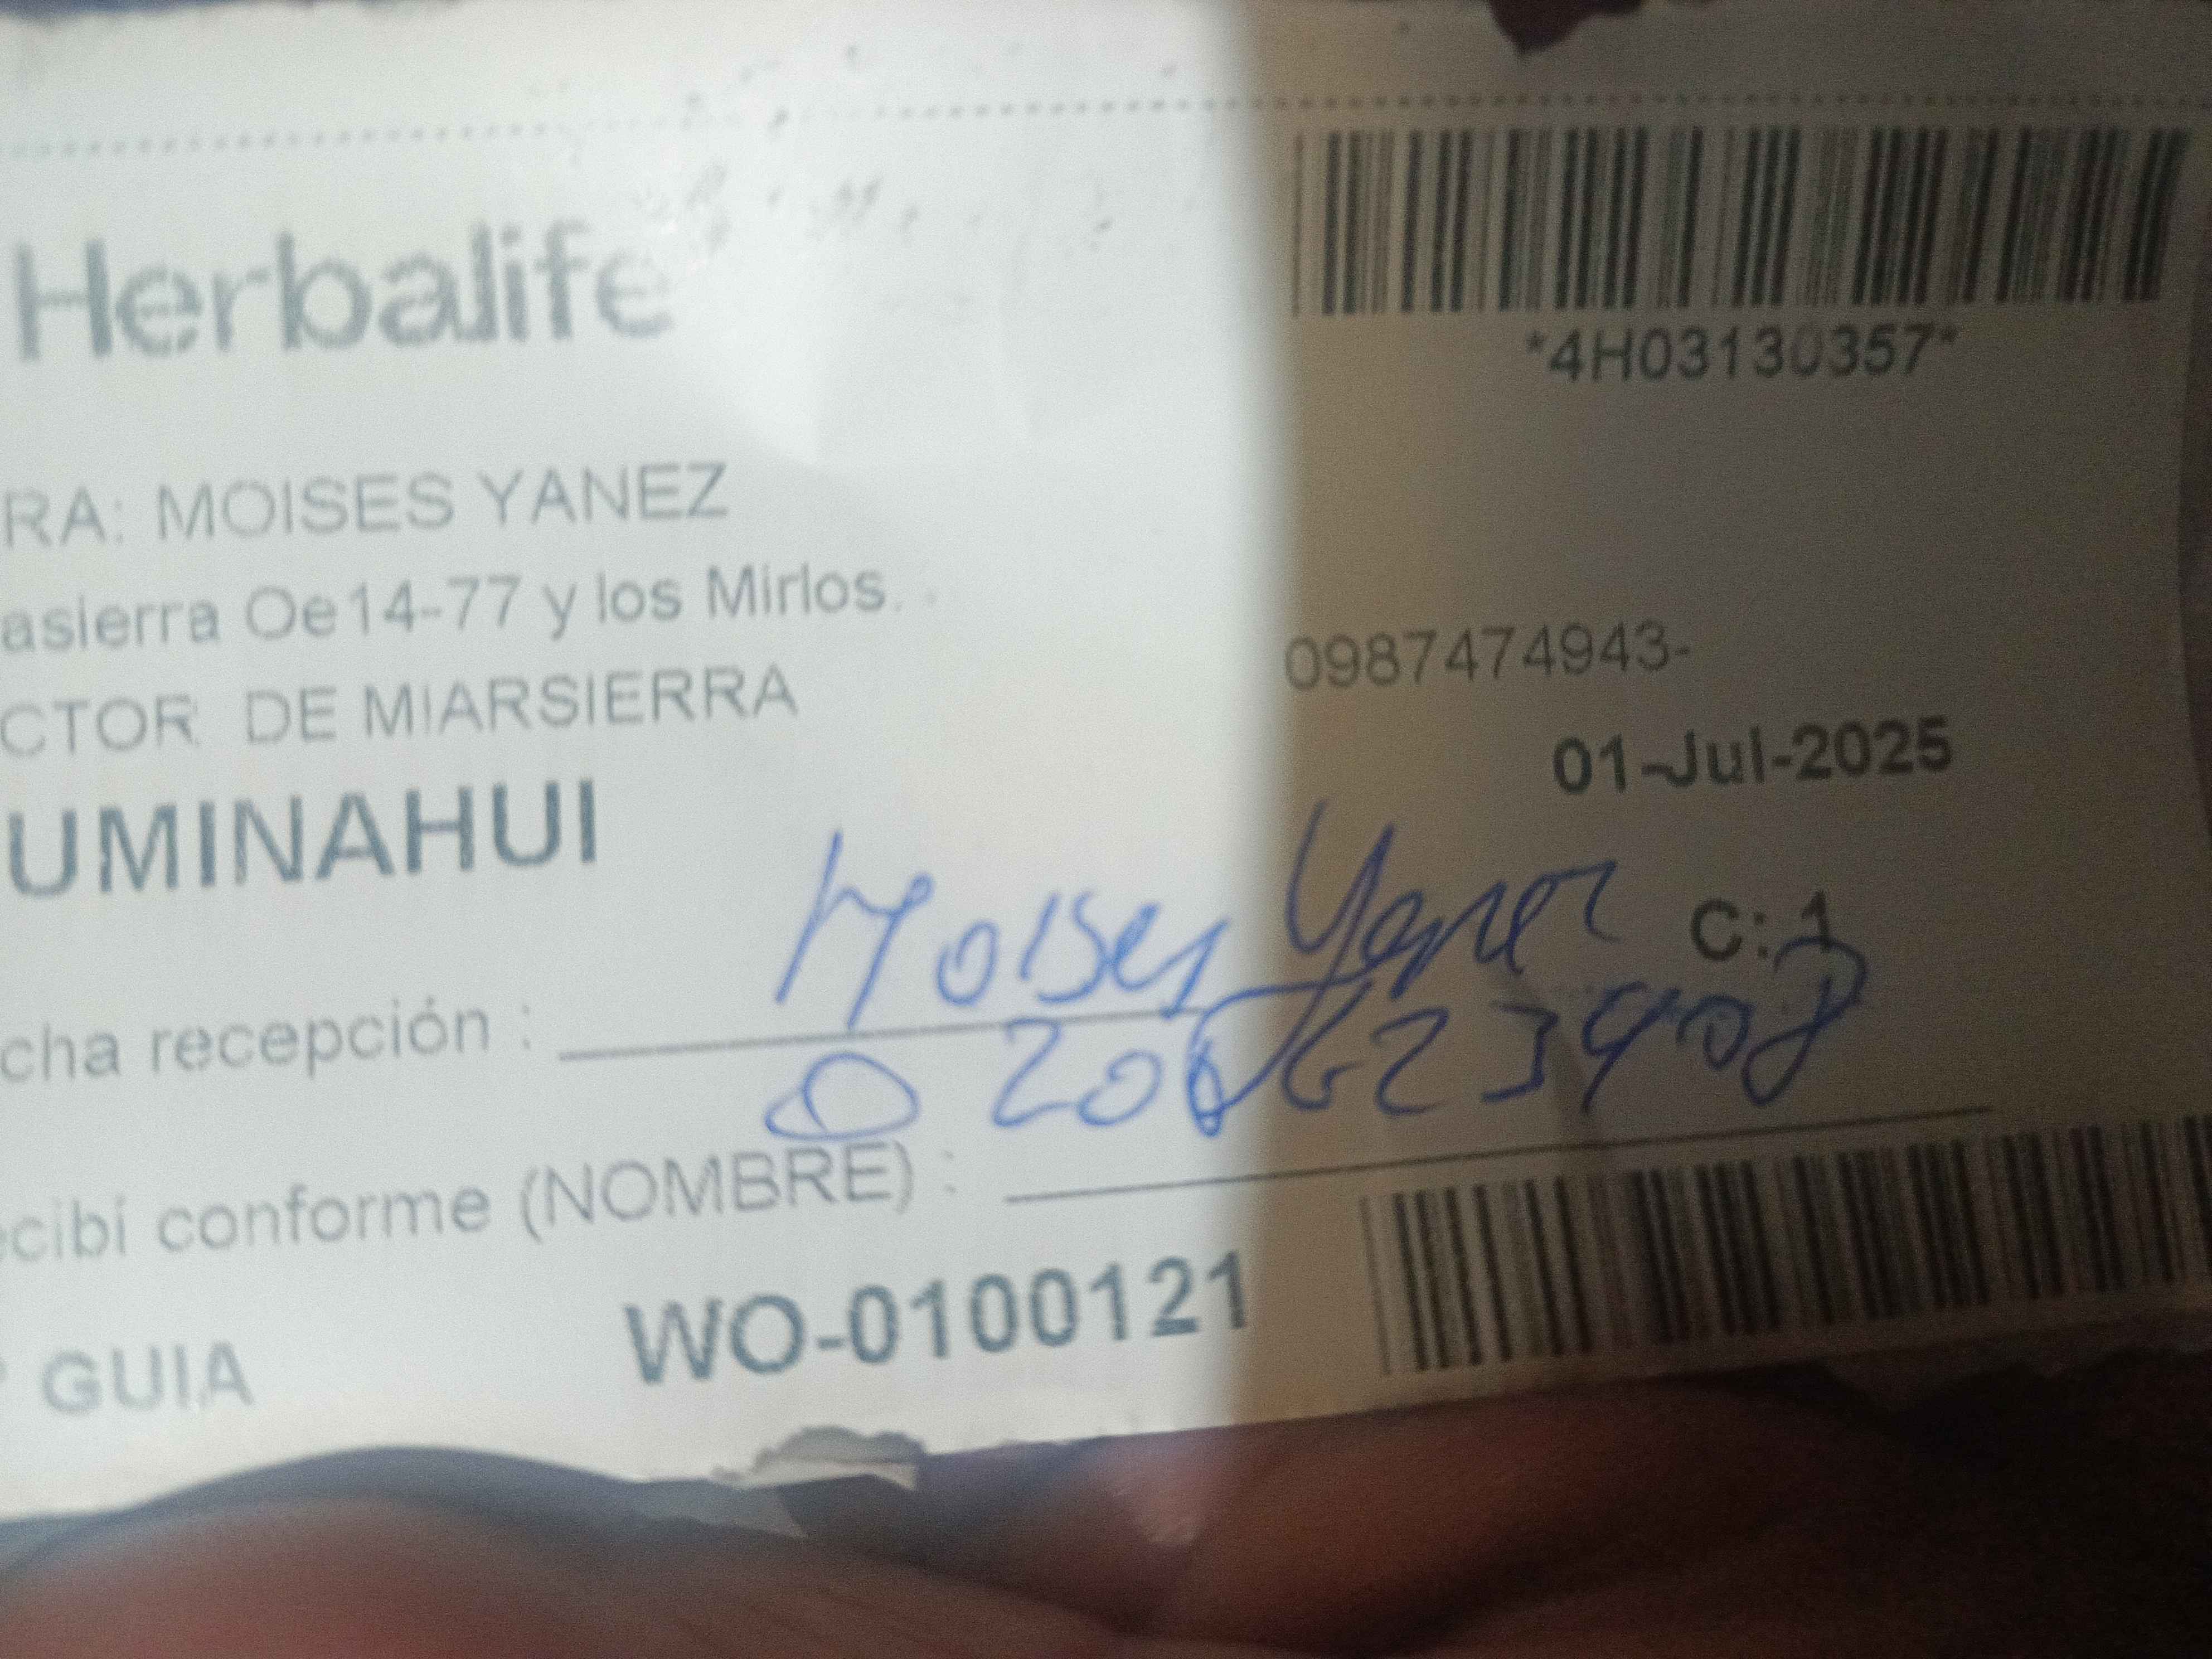 Herbalife
*4H03130357*
RA: MOISES YANEZ
asierra Oe14-77 y los Mirlos.
0987474943-
CTOR DE MIARSIERRA
01-Jul-2025
UMINAHUI
Moises Yanez
C: 1
cha recepción :
ecibí conforme (NOMBRE) :
GUIA
WO-0100121